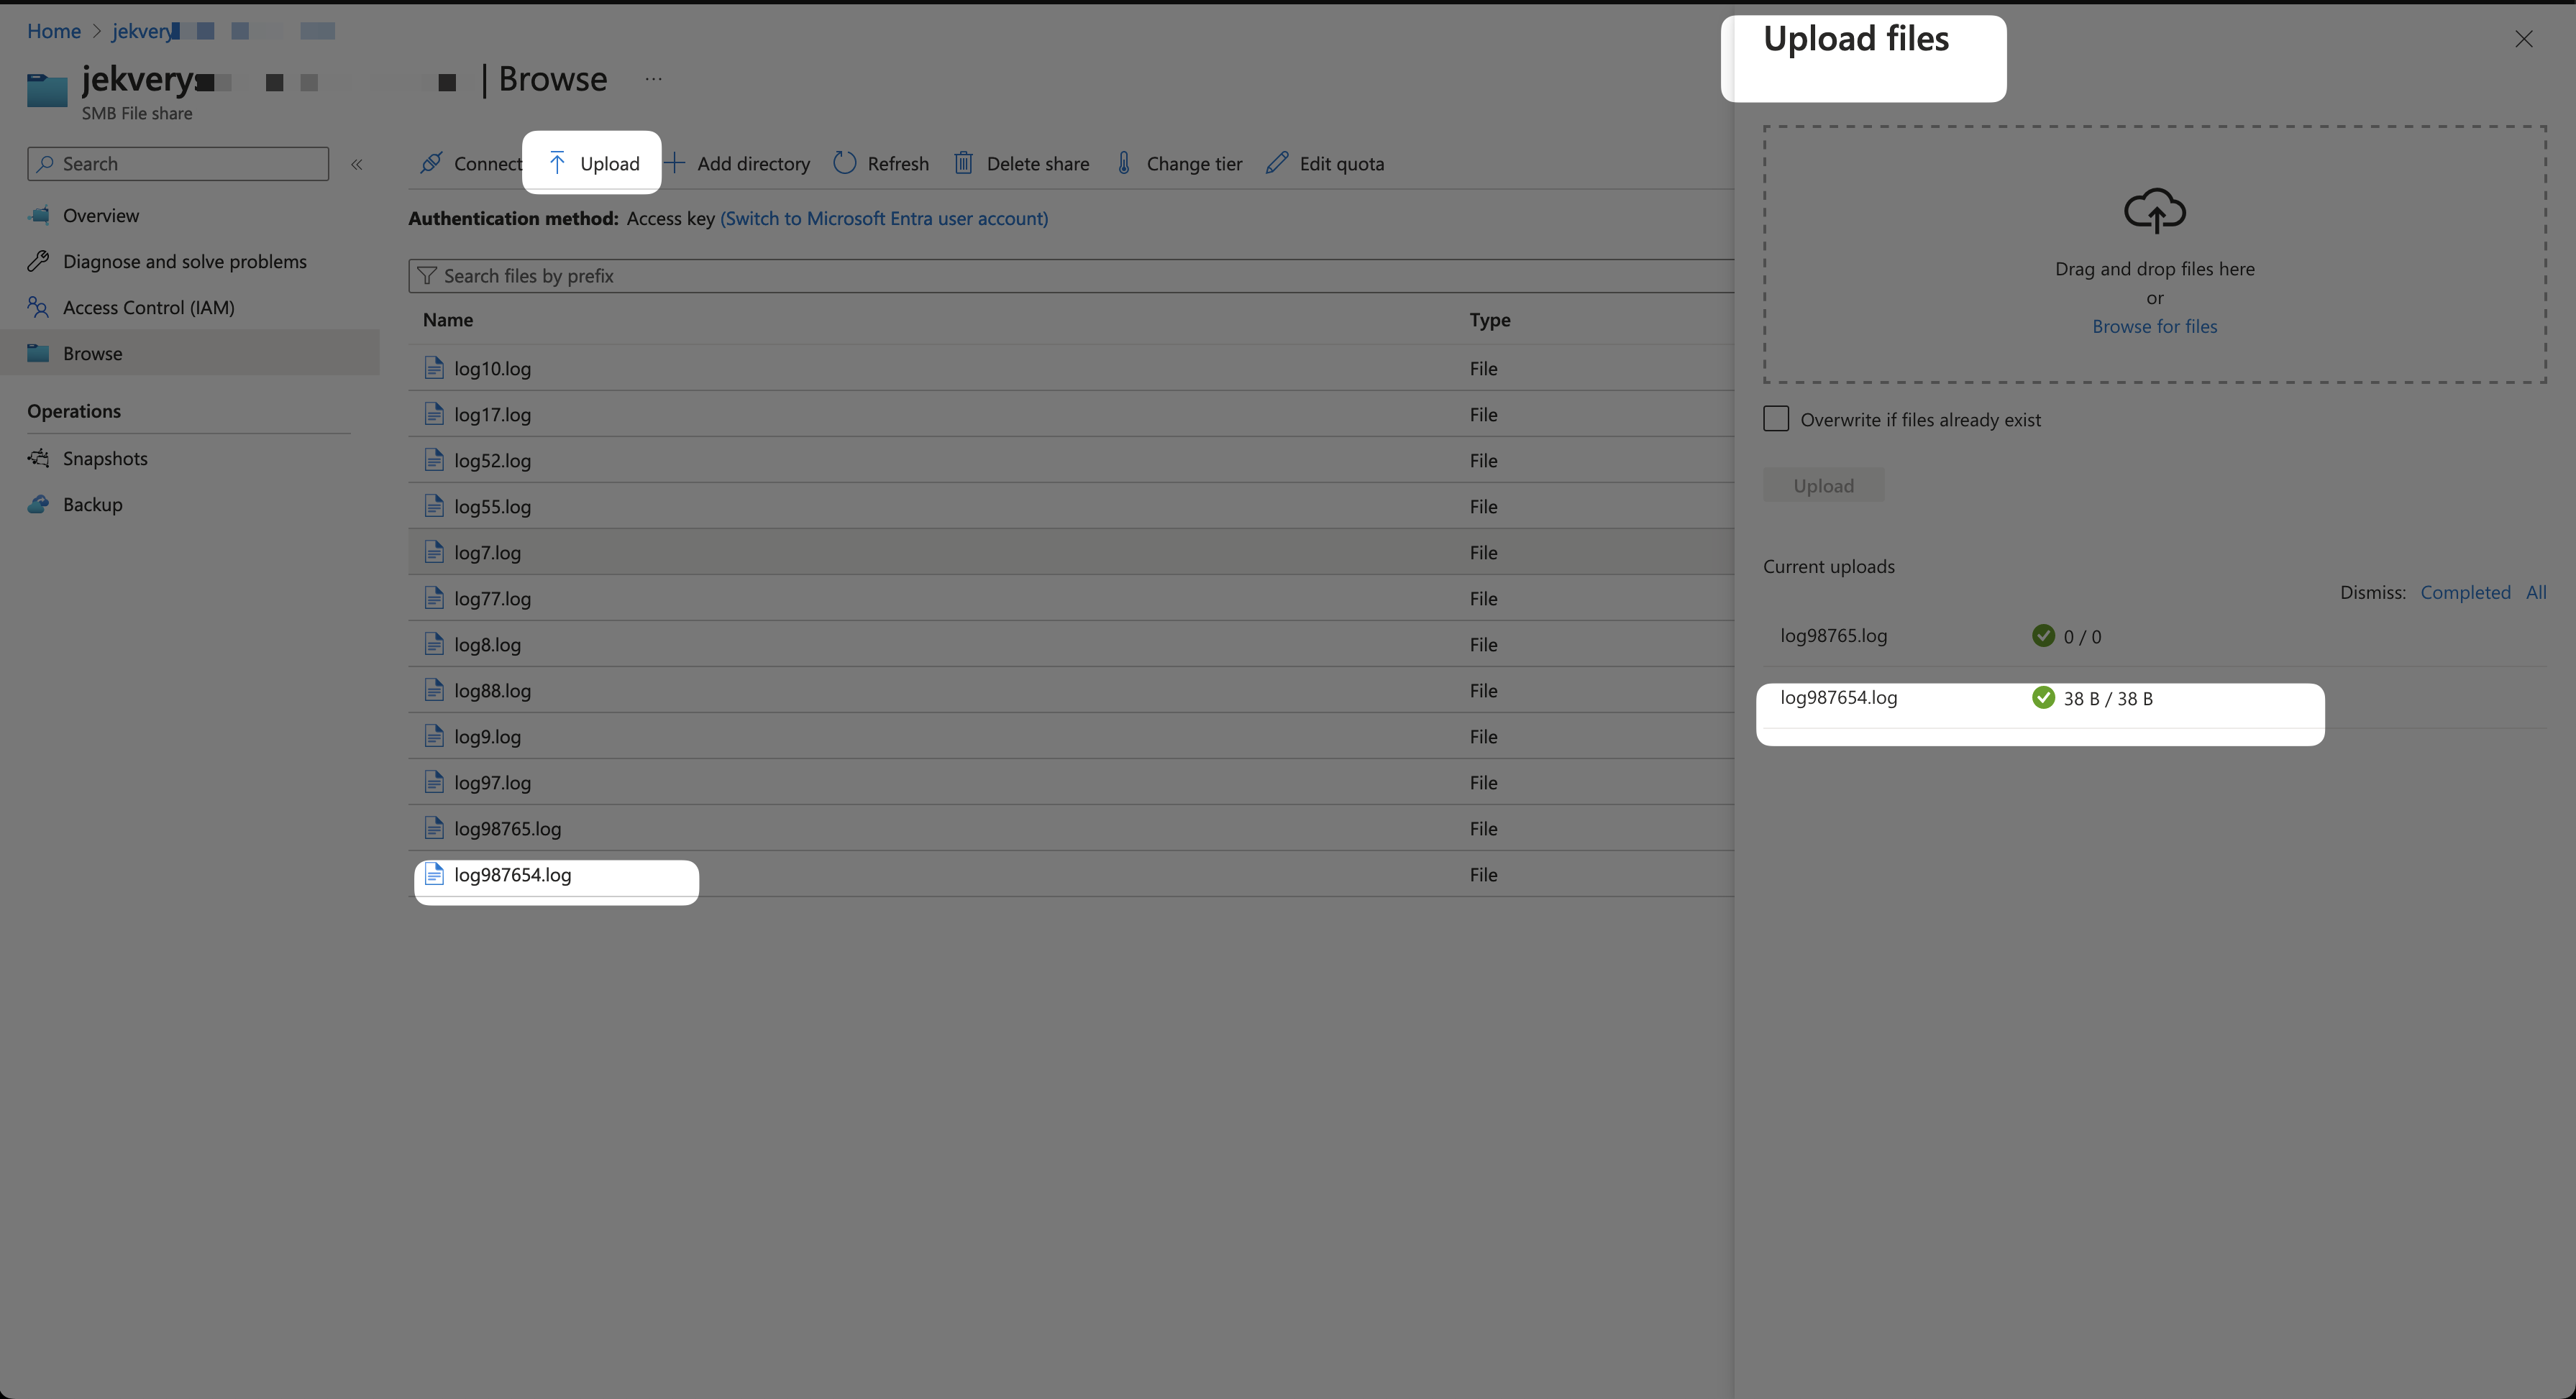 Home > jekvery
jekvery | Browse ...
SMB File share
Search
Overview
Diagnose and solve problems
Access Control (IAM)
Browse
Operations
Snapshots
Backup
Connect Upload Add directory Refresh Delete share Change tier Edit quota
Authentication method: Access key (Switch to Microsoft Entra user account)
Search files by prefix
Name Type
log10.log File
log17.log File
log52.log File
log55.log File
log7.log File
log77.log File
log8.log File
log88.log File
log9.log File
log97.log File
log98765.log File
log987654.log File
Upload files
Drag and drop files here
or
Browse for files
Overwrite if files already exist
Upload
Current uploads
Dismiss: Completed All
log98765.log 0 / 0
log987654.log 38 B / 38 B